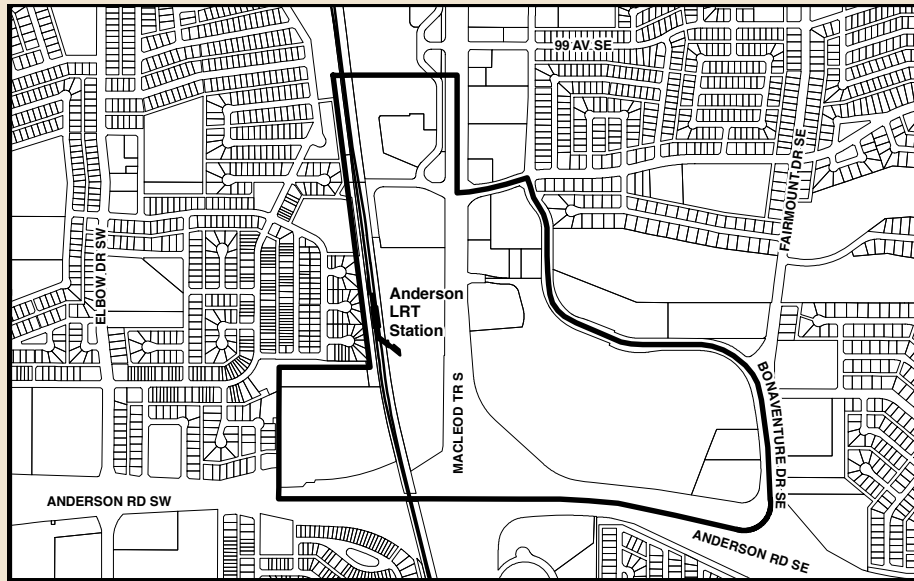 99 AV SE
FAIRMOUNT DR SE
ELBOW DR SW
Anderson
LRT
Station
MACLEOD TR S
BONAVENTURE DR SE
ANDERSON RD SW
ANDERSON RD SE